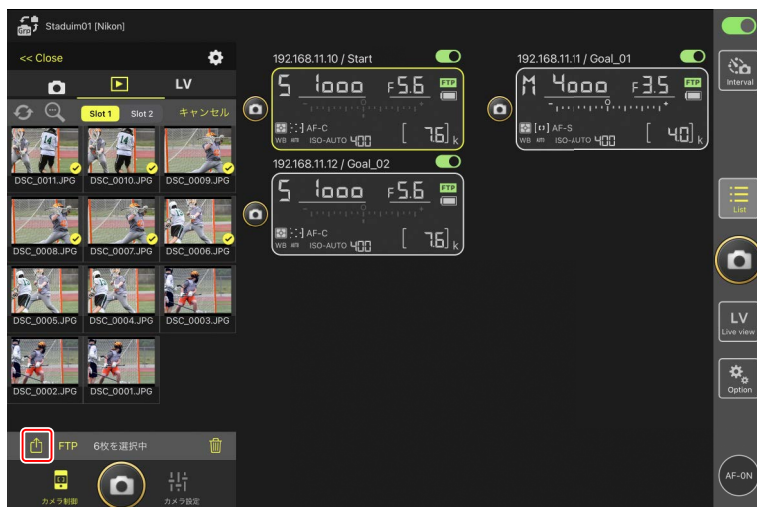 Grp Staduim01 [Nikon]
<< Close
LV
Slot 1 Slot 2 キャンセル
DSC_0011.JPG DSC_0010.JPG DSC_0009.JPG
DSC_0008.JPG DSC_0007.JPG DSC_0006.JPG
DSC_0005.JPG DSC_0004.JPG DSC_0003.JPG
DSC_0002.JPG DSC_0001.JPG
FTP 6枚を選択中
カメラ制御 カメラ設定
192.168.11.10 / Start
S 1000 F5.6 FTP
- +
AF-C
WB ISO-AUTO 400 [ 7.6] k
192.168.11.11 / Goal_01
M 4000 F3.5 FTP
- +
AF-S
WB ISO-AUTO 400 [ 4.0] k
192.168.11.12 / Goal_02
S 1000 F5.6 FTP
- +
AF-C
WB ISO-AUTO 400 [ 7.6] k
Interval
List
LV
Live view
Option
AF-ON